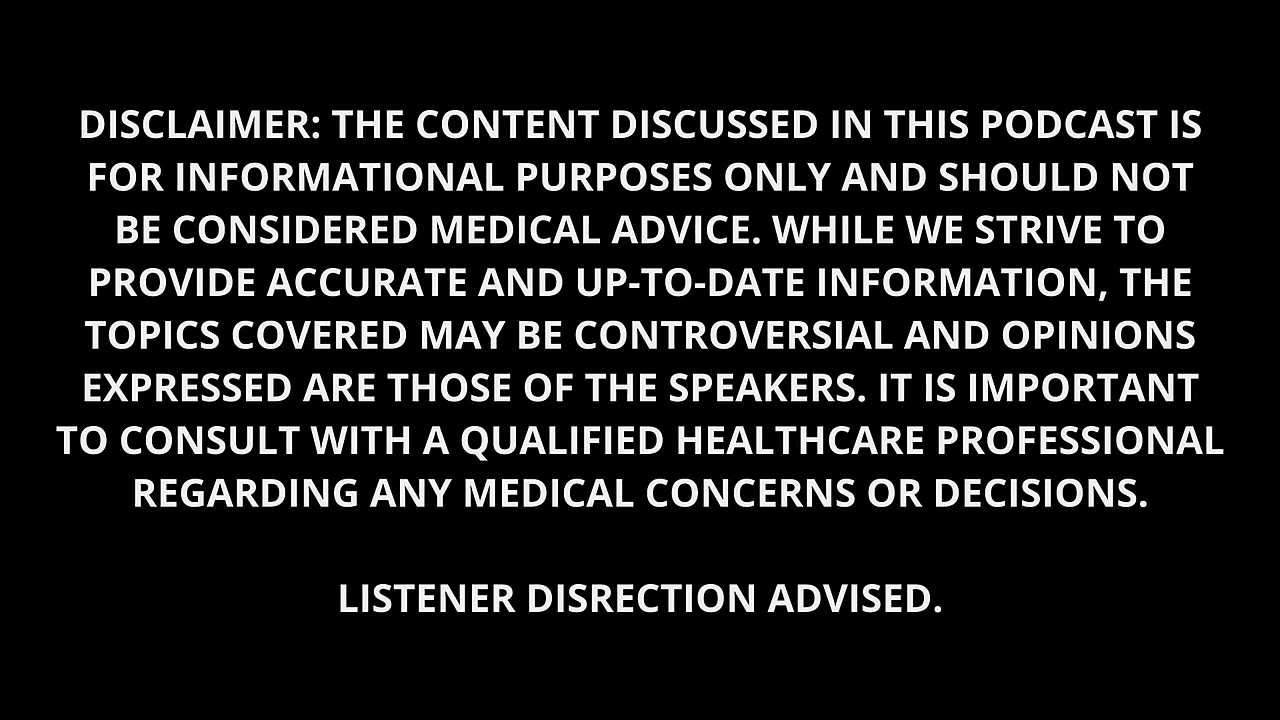 DISCLAIMER: THE CONTENT DISCUSSED IN THIS PODCAST IS
FOR INFORMATIONAL PURPOSES ONLY AND SHOULD NOT
BE CONSIDERED MEDICAL ADVICE. WHILE WE STRIVE TO
PROVIDE ACCURATE AND UP-TO-DATE INFORMATION, THE
TOPICS COVERED MAY BE CONTROVERSIAL AND OPINIONS
EXPRESSED ARE THOSE OF THE SPEAKERS. IT IS IMPORTANT
TO CONSULT WITH A QUALIFIED HEALTHCARE PROFESSIONAL
REGARDING ANY MEDICAL CONCERNS OR DECISIONS.
LISTENER DISRECTION ADVISED.